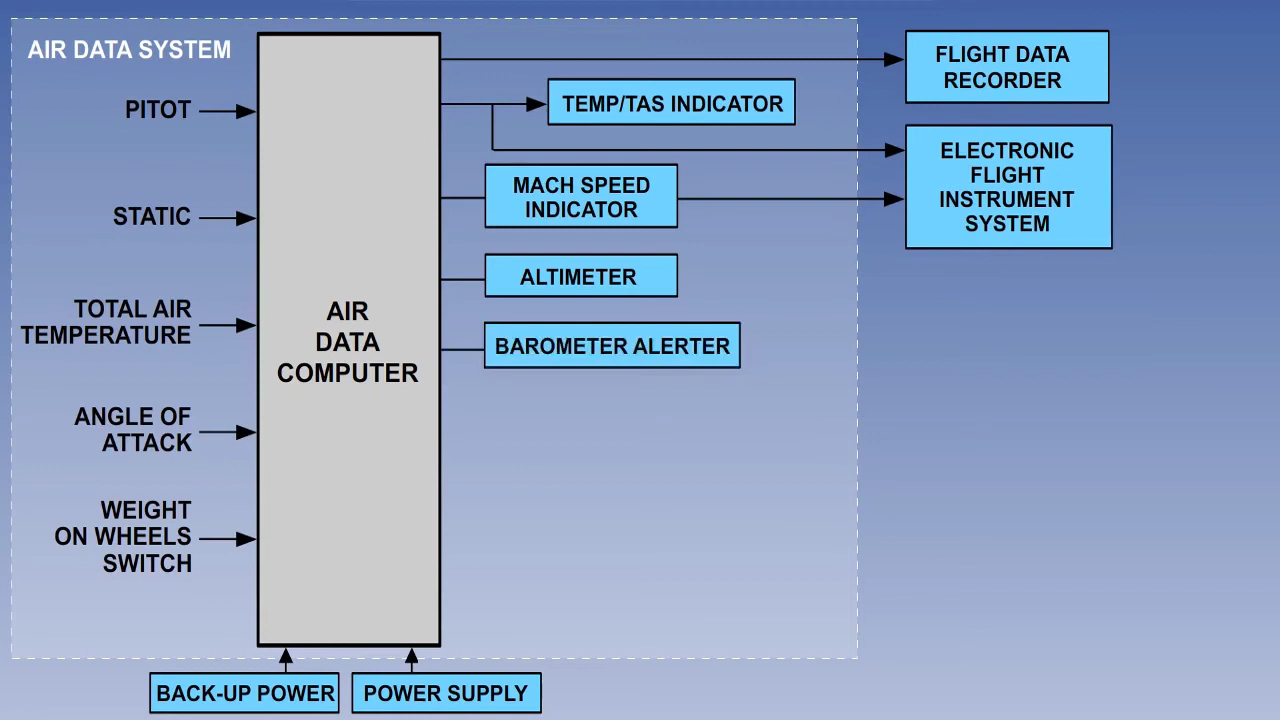 AIR DATA SYSTEM
PITOT
STATIC
TOTAL AIR
TEMPERATURE
ANGLE OF
ATTACK
WEIGHT
ON WHEELS
SWITCH
AIR
DATA
COMPUTER
FLIGHT DATA
RECORDER
TEMP/TAS INDICATOR
ELECTRONIC
FLIGHT
INSTRUMENT
SYSTEM
MACH SPEED
INDICATOR
ALTIMETER
BAROMETER ALERTER
BACK-UP POWER
POWER SUPPLY